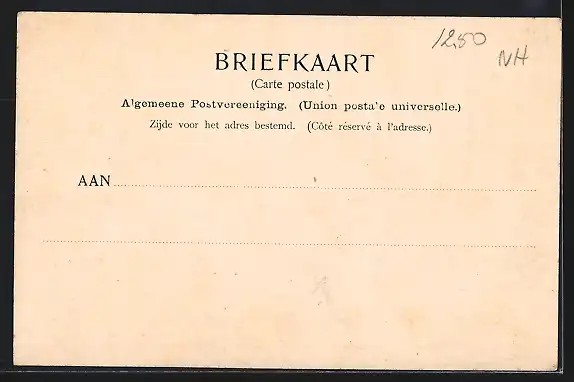 1250
NH
BRIEFKAART
(Carte postale)
Algemeene Postvereeniging. (Union posta'e universelle.)
Zijde voor het adres bestemd. (Côté réservé à l'adresse.)
AAN